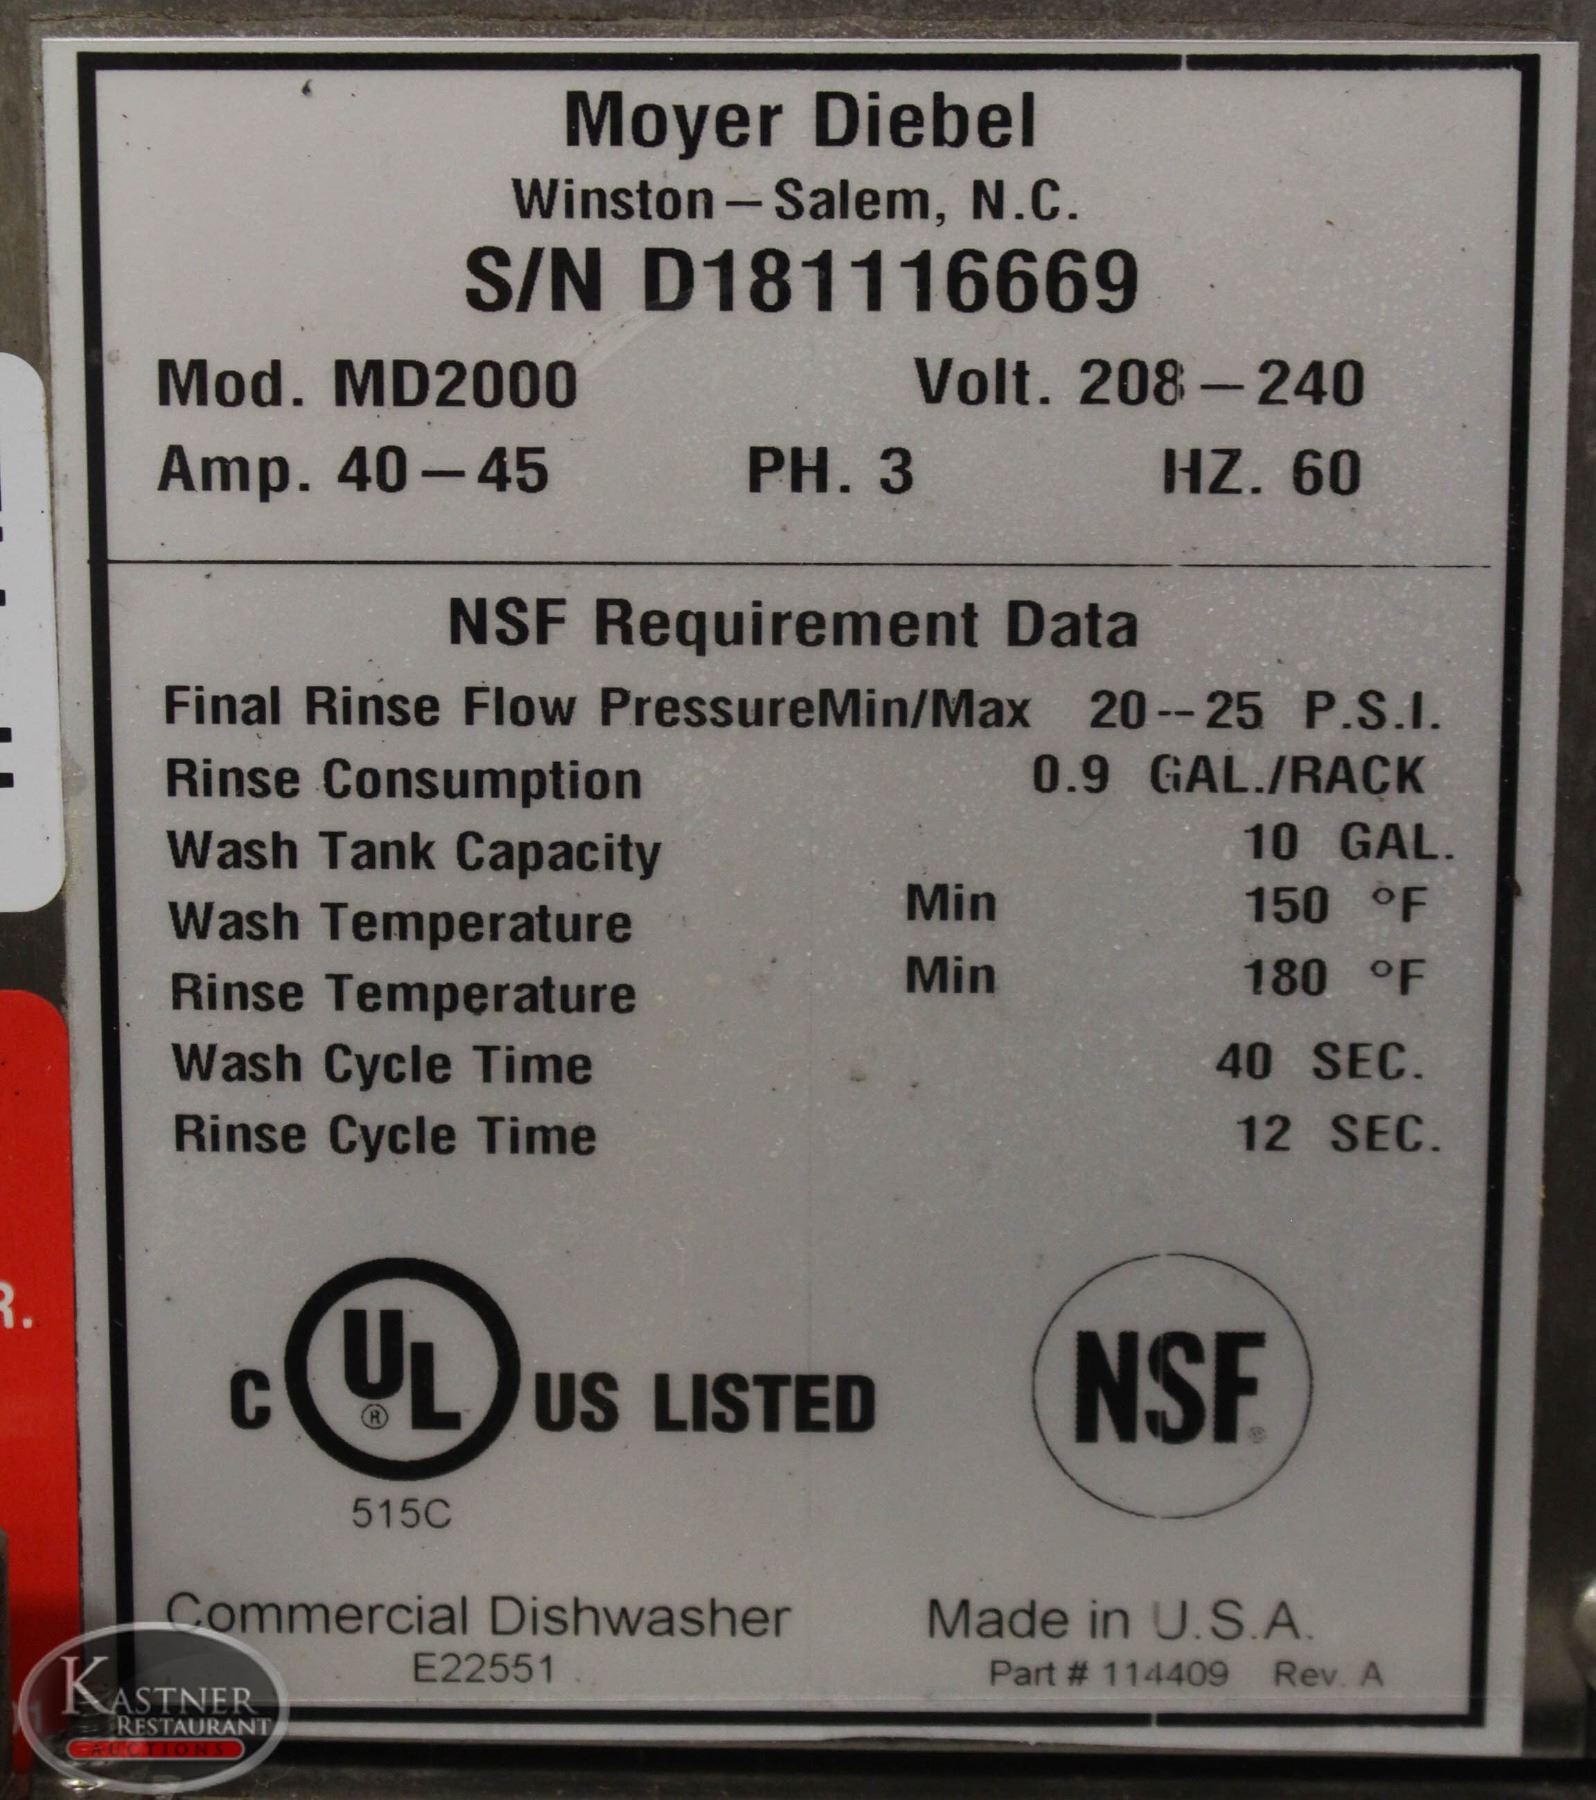 Moyer Diebel
Winston – Salem, N.C.
S/N D181116669
Mod. MD2000 Volt. 208 – 240
Amp. 40 – 45 PH. 3 HZ. 60
NSF Requirement Data
Final Rinse Flow PressureMin/Max 20--25 P.S.I.
Rinse Consumption 0.9 GAL./RACK
Wash Tank Capacity 10 GAL.
Wash Temperature Min 150 °F
Rinse Temperature Min 180 °F
Wash Cycle Time 40 SEC.
Rinse Cycle Time 12 SEC.
R.
C UL ® US LISTED NSF ®
515C
Commercial Dishwasher Made in U.S.A.
E22551 Part # 114409 Rev. A
KASTNER
RESTAURANT
AUCTIONS